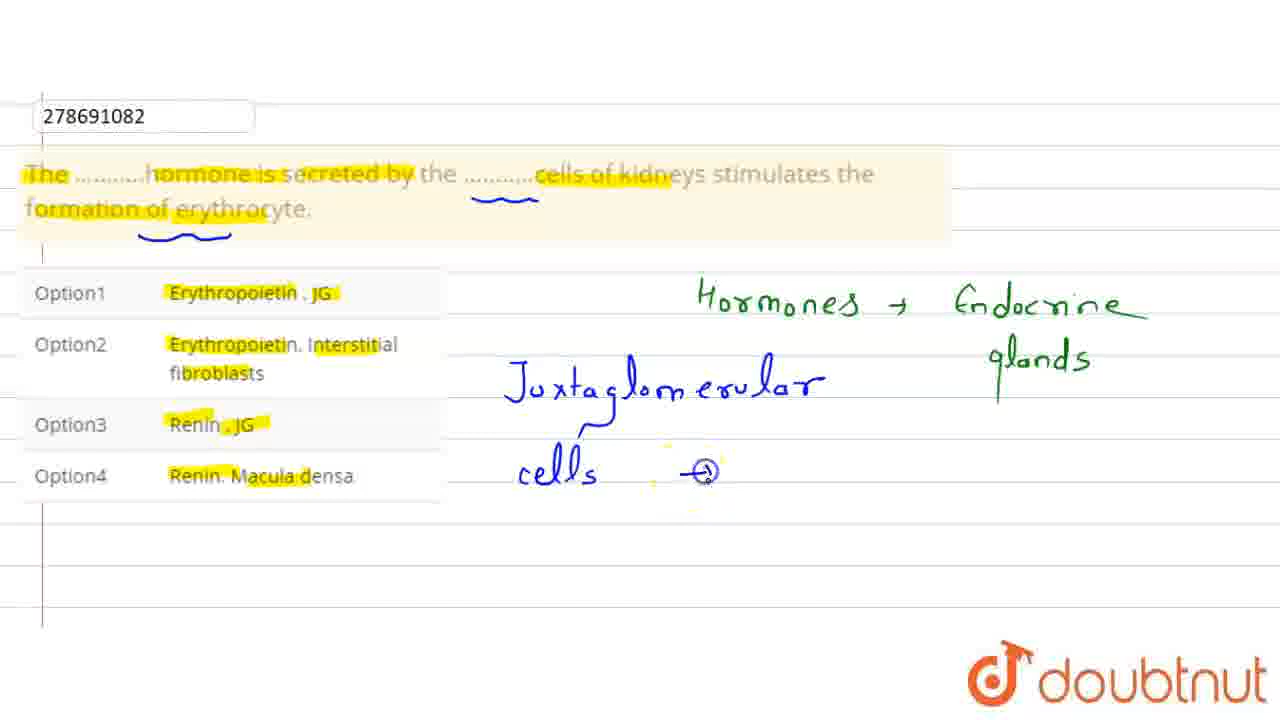 278691082
The ...........hormone is secreted by the ...........cells of kidneys stimulates the
formation of erythrocyte.
Option1 Erythropoietin , JG
Option2 Erythropoietin. Interstitial
fibroblasts
Option3 Renin , JG
Option4 Renin. Macula densa
Hormones → Endocrine
glands
Juxtaglomerular
cells →
doubtnut